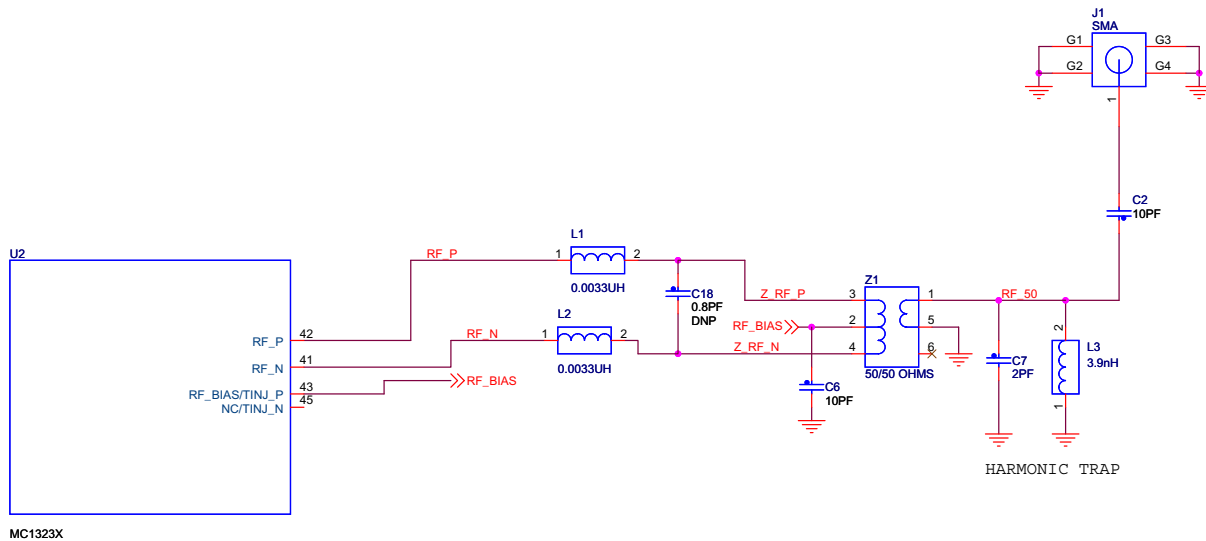 J1
SMA
G1
G3
G2
G4
1
C2
10PF
U2
L1
RF_P
1
2
0.0033UH
C18
0.8PF
DNP
Z1
Z_RF_P
3
1
RF_50
RF_BIAS
2
5
L2
RF_N
1
2
0.0033UH
Z_RF_N
4
6
50/50 OHMS
C6
10PF
C7
2PF
2
L3
3.9nH
1
RF_P
42
RF_N
41
RF_BIAS/TINJ_P
43
RF_BIAS
NC/TINJ_N
45
HARMONIC TRAP
MC1323X